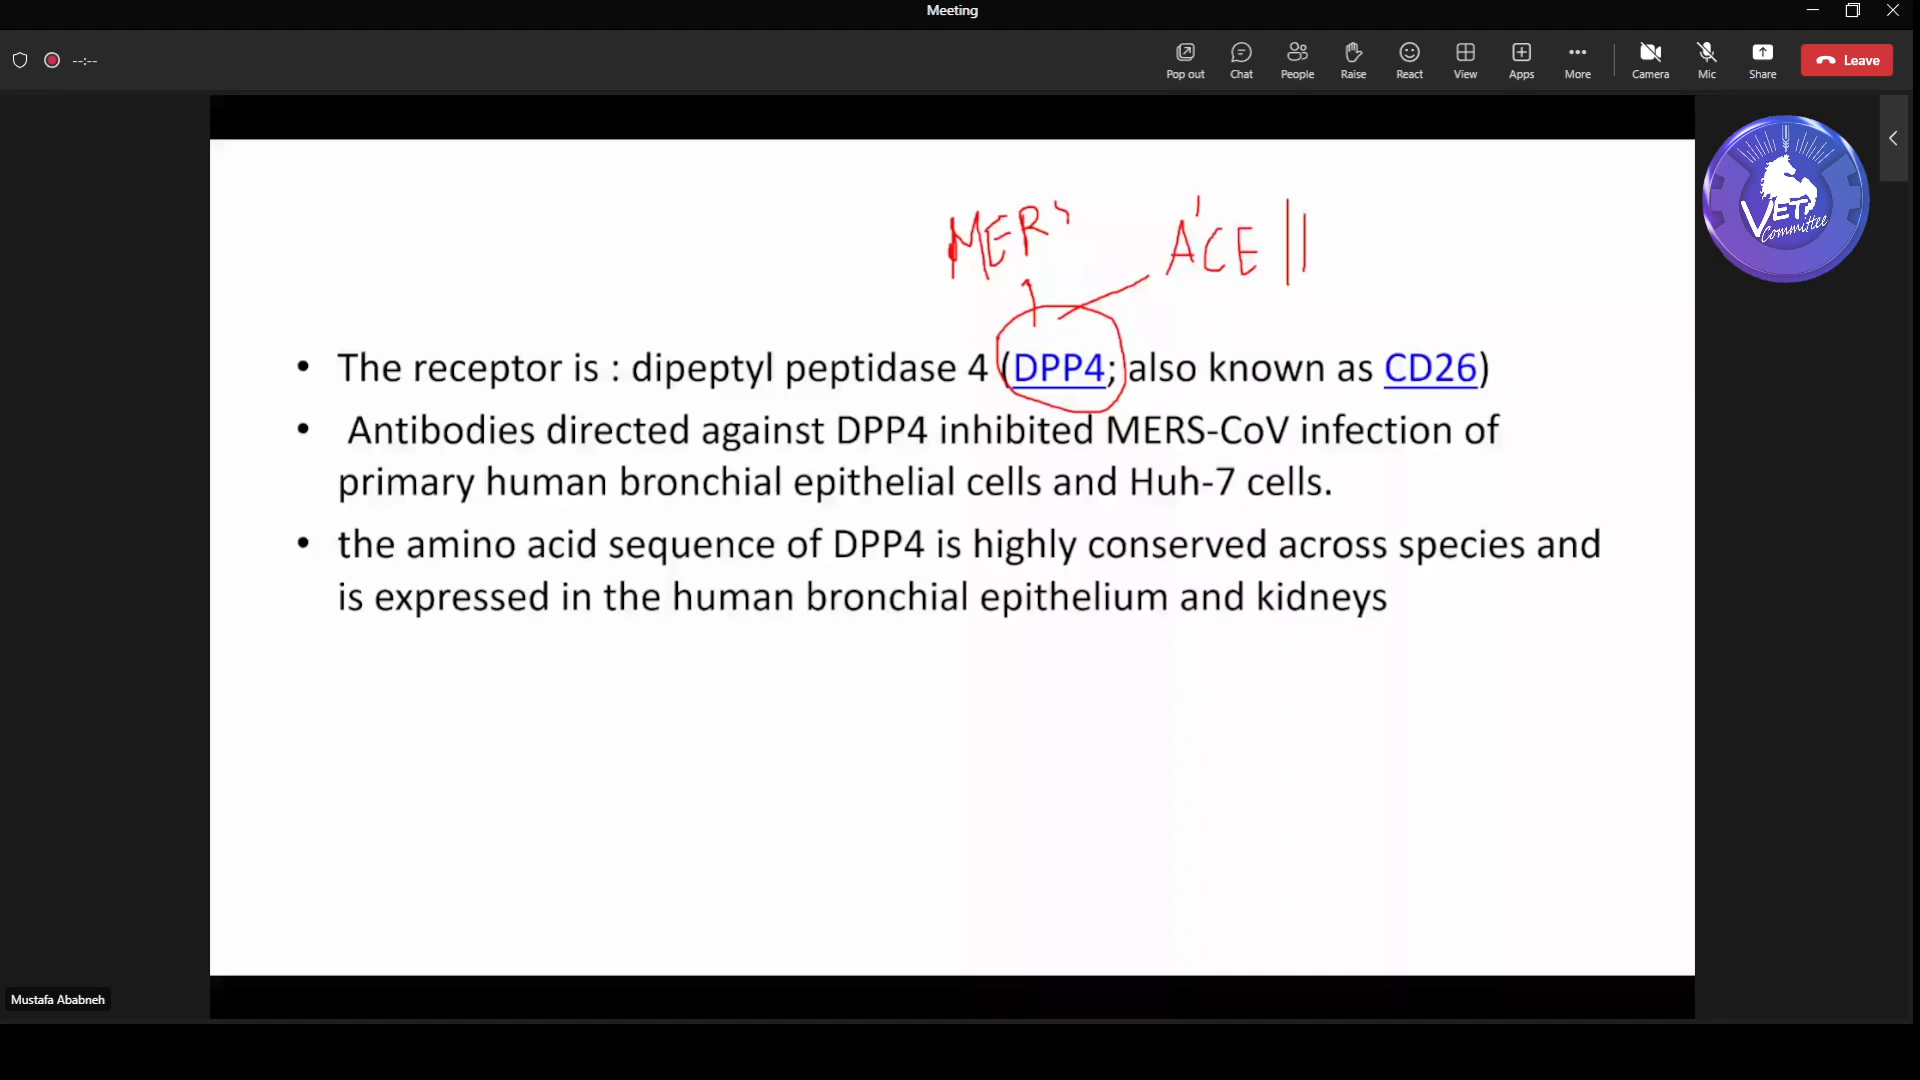 Meeting
--:--
Pop out
Chat
People
Raise
React
View
Apps
More
Camera
Mic
Share
Leave
VET
Committee
MERS
ACE II
• The receptor is : dipeptyl peptidase 4 (DPP4; also known as CD26)
• Antibodies directed against DPP4 inhibited MERS-CoV infection of
primary human bronchial epithelial cells and Huh-7 cells.
• the amino acid sequence of DPP4 is highly conserved across species and
is expressed in the human bronchial epithelium and kidneys
Mustafa Ababneh